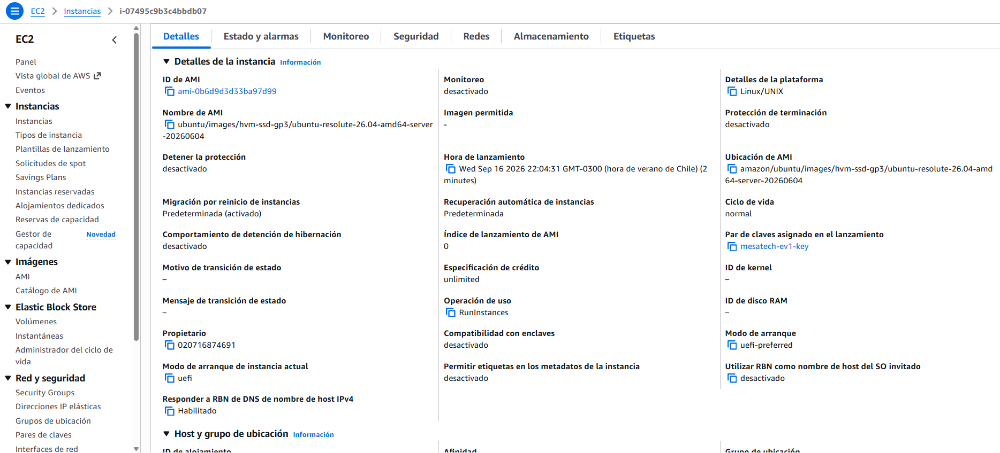 EC2 > Instancias > i-07495c9b3c4bbdb07
EC2
Panel
Vista global de AWS
Eventos
Instancias
Instancias
Tipos de instancia
Plantillas de lanzamiento
Solicitudes de spot
Savings Plans
Instancias reservadas
Alojamientos dedicados
Reservas de capacidad
Gestor de Novedad
capacidad
Imágenes
AMI
Catálogo de AMI
Elastic Block Store
Volúmenes
Instantáneas
Administrador del ciclo de
vida
Red y seguridad
Security Groups
Direcciones IP elásticas
Grupos de ubicación
Pares de claves
Interfaces de red
Detalles
Estado y alarmas
Monitoreo
Seguridad
Redes
Almacenamiento
Etiquetas
Detalles de la instancia Información
ID de AMI
ami-0b6d9d3d33ba97d99
Monitoreo
desactivado
Detalles de la plataforma
Linux/UNIX
Nombre de AMI
ubuntu/images/hvm-ssd-gp3/ubuntu-resolute-26.04-amd64-server
-20260604
Imagen permitida
-
Protección de terminación
desactivado
Detener la protección
desactivado
Hora de lanzamiento
Wed Sep 16 2026 22:04:31 GMT-0300 (hora de verano de Chile) (2
minutes)
Ubicación de AMI
amazon/ubuntu/images/hvm-ssd-gp3/ubuntu-resolute-26.04-amd
64-server-20260604
Migración por reinicio de instancias
Predeterminada (activado)
Recuperación automática de instancias
Predeterminada
Ciclo de vida
normal
Comportamiento de detención de hibernación
desactivado
Índice de lanzamiento de AMI
0
Par de claves asignado en el lanzamiento
mesatech-ev1-key
Motivo de transición de estado
–
Especificación de crédito
unlimited
ID de kernel
–
Mensaje de transición de estado
–
Operación de uso
RunInstances
ID de disco RAM
–
Propietario
020716874691
Compatibilidad con enclaves
desactivado
Modo de arranque
uefi-preferred
Modo de arranque de instancia actual
uefi
Permitir etiquetas en los metadatos de la instancia
desactivado
Utilizar RBN como nombre de host del SO invitado
desactivado
Responder a RBN de DNS de nombre de host IPv4
Habilitado
Host y grupo de ubicación Información
ID de alojamiento
Afinidad
Grupo de ubicación